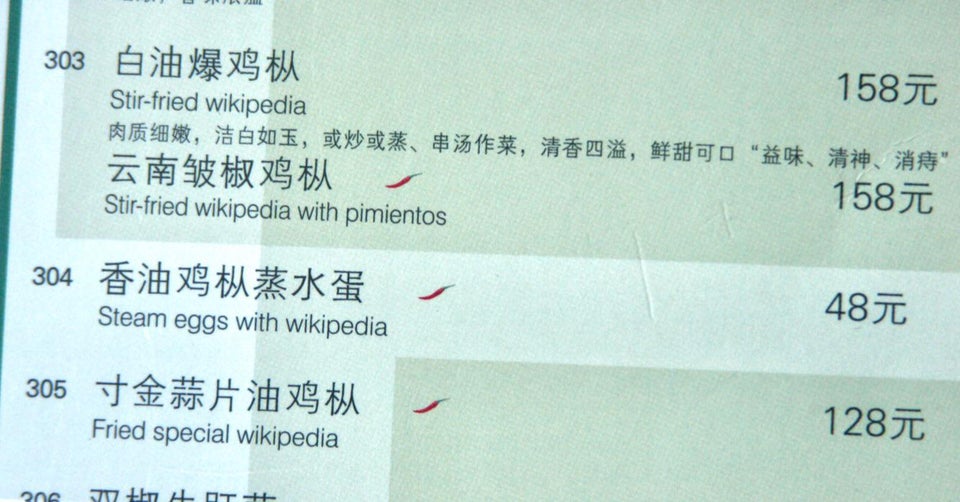 303 白油爆鸡枞 158元
Stir-fried wikipedia
肉质细嫩，洁白如玉，或炒或蒸、串汤作菜，清香四溢，鲜甜可口“益味、清神、消痔”
云南皱椒鸡枞 158元
Stir-fried wikipedia with pimientos
304 香油鸡枞蒸水蛋 48元
Steam eggs with wikipedia
305 寸金蒜片油鸡枞 128元
Fried special wikipedia